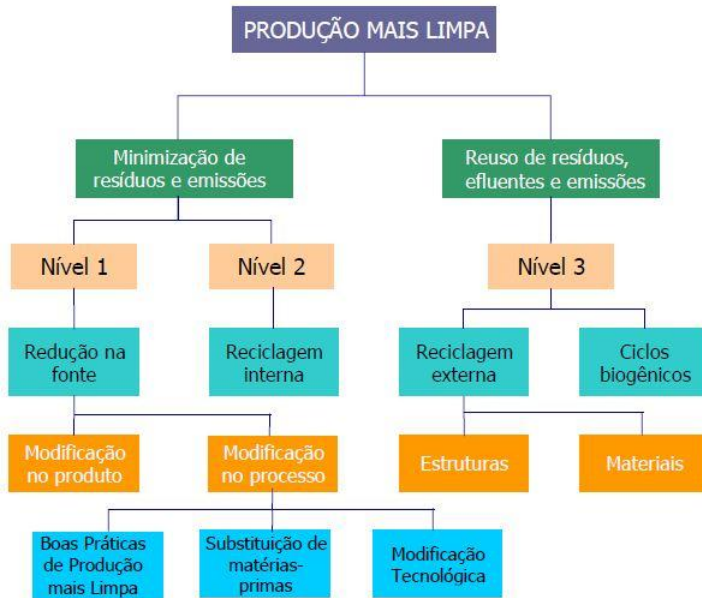 PRODUÇÃO MAIS LIMPA
Minimização de
resíduos e emissões
Reuso de resíduos,
efluentes e emissões
Nível 1
Nível 2
Nível 3
Redução na
fonte
Reciclagem
interna
Reciclagem
externa
Ciclos
biogênicos
Modificação
no produto
Modificação
no processo
Estruturas
Materiais
Boas Práticas
de Produção
mais Limpa
Substituição de
matérias-
primas
Modificação
Tecnológica